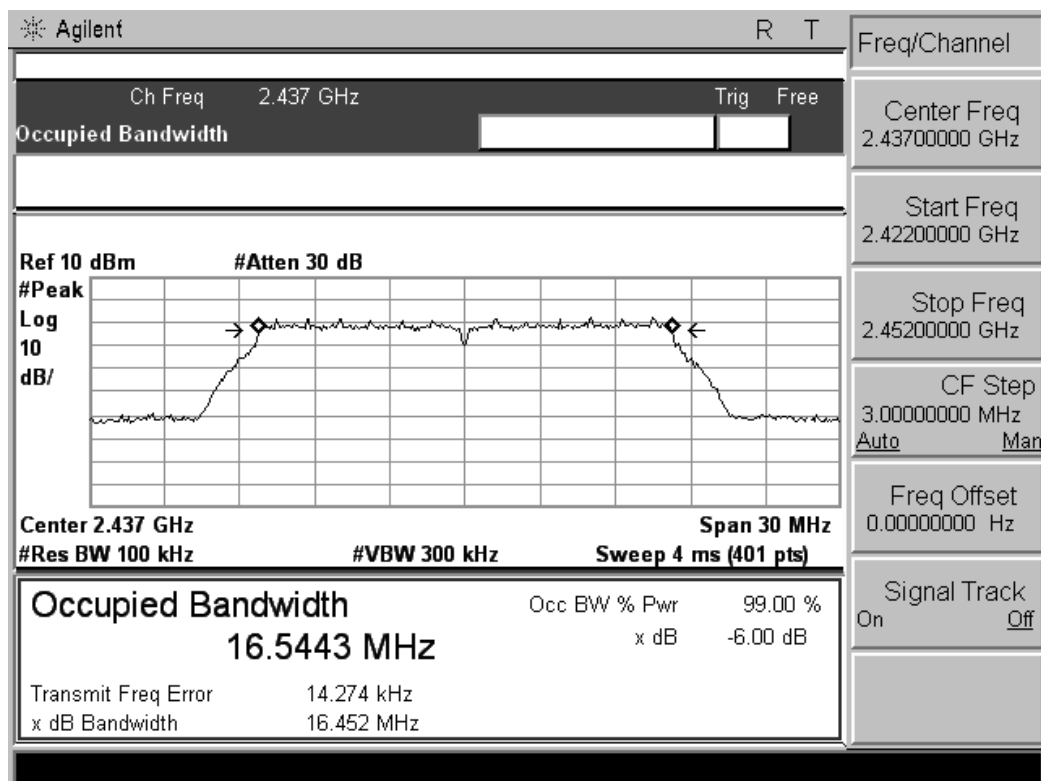 Agilent R T
Ch Freq 2.437 GHz Trig Free
Occupied Bandwidth
Ref 10 dBm #Atten 30 dB
#Peak
Log
10
dB/
Center 2.437 GHz Span 30 MHz
#Res BW 100 kHz #VBW 300 kHz Sweep 4 ms (401 pts)
Occupied Bandwidth Occ BW % Pwr 99.00 %
16.5443 MHz x dB -6.00 dB
Transmit Freq Error 14.274 kHz
x dB Bandwidth 16.452 MHz
Freq/Channel
Center Freq
2.43700000 GHz
Start Freq
2.42200000 GHz
Stop Freq
2.45200000 GHz
CF Step
3.00000000 MHz
Auto Man
Freq Offset
0.00000000 Hz
Signal Track
On Off